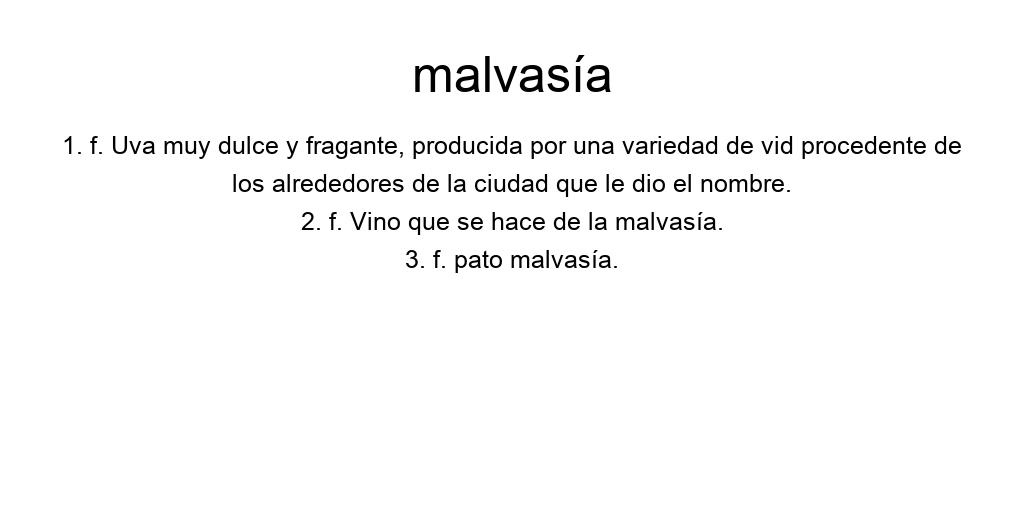 malvasía
1. f. Uva muy dulce y fragante, producida por una variedad de vid procedente de
los alrededores de la ciudad que le dio el nombre.
2. f. Vino que se hace de la malvasía.
3. f. pato malvasía.